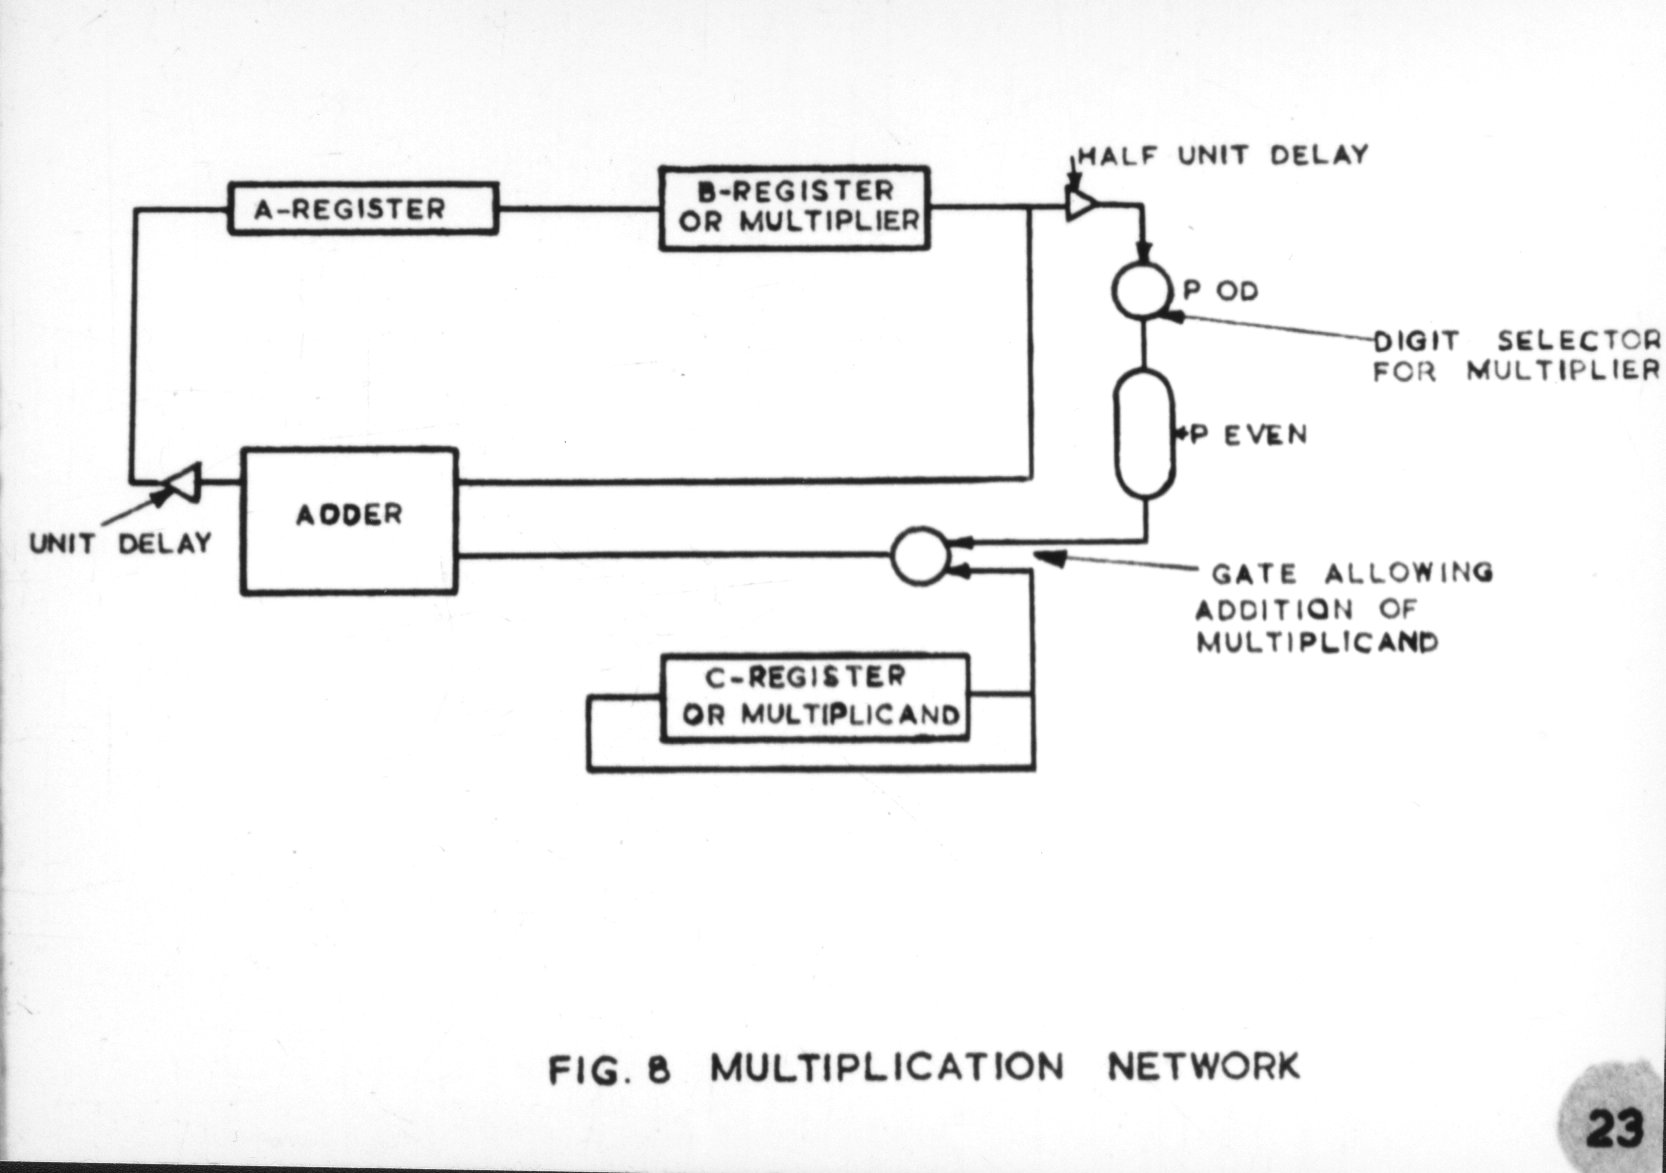 HALF UNIT DELAY
A-REGISTER
B-REGISTER
OR MULTIPLIER
P OD
DIGIT SELECTOR
FOR MULTIPLIER
P EVEN
ADDER
UNIT DELAY
GATE ALLOWING
ADDITION OF
MULTIPLICAND
C-REGISTER
OR MULTIPLICAND
FIG. 8 MULTIPLICATION NETWORK
23